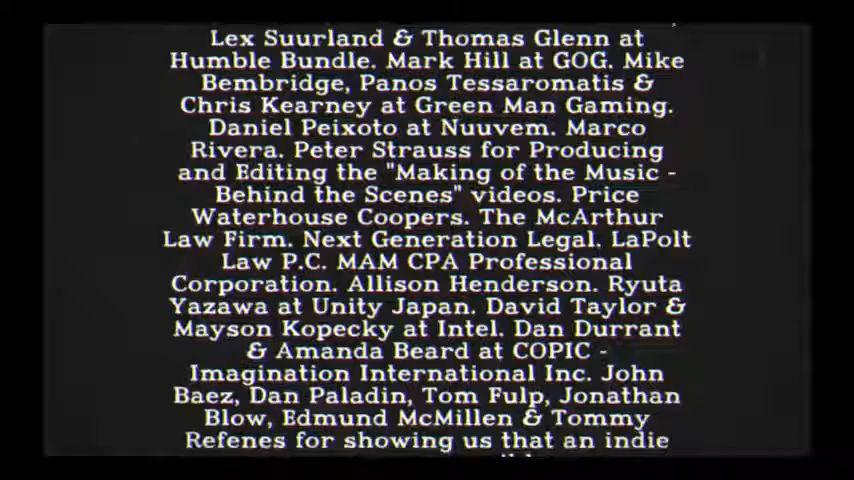 Lex Suurland & Thomas Glenn at
Humble Bundle. Mark Hill at GOG. Mike
Bembridge, Panos Tessaromatis &
Chris Kearney at Green Man Gaming.
Daniel Peixoto at Nuuvem. Marco
Rivera. Peter Strauss for Producing
and Editing the "Making of the Music -
Behind the Scenes" videos. Price
Waterhouse Coopers. The McArthur
Law Firm. Next Generation Legal. LaPolt
Law P.C. MAM CPA Professional
Corporation. Allison Henderson. Ryuta
Yazawa at Unity Japan. David Taylor &
Mayson Kopecky at Intel. Dan Durrant
& Amanda Beard at COPIC -
Imagination International Inc. John
Baez, Dan Paladin, Tom Fulp, Jonathan
Blow, Edmund McMillen & Tommy
Refenes for showing us that an indie